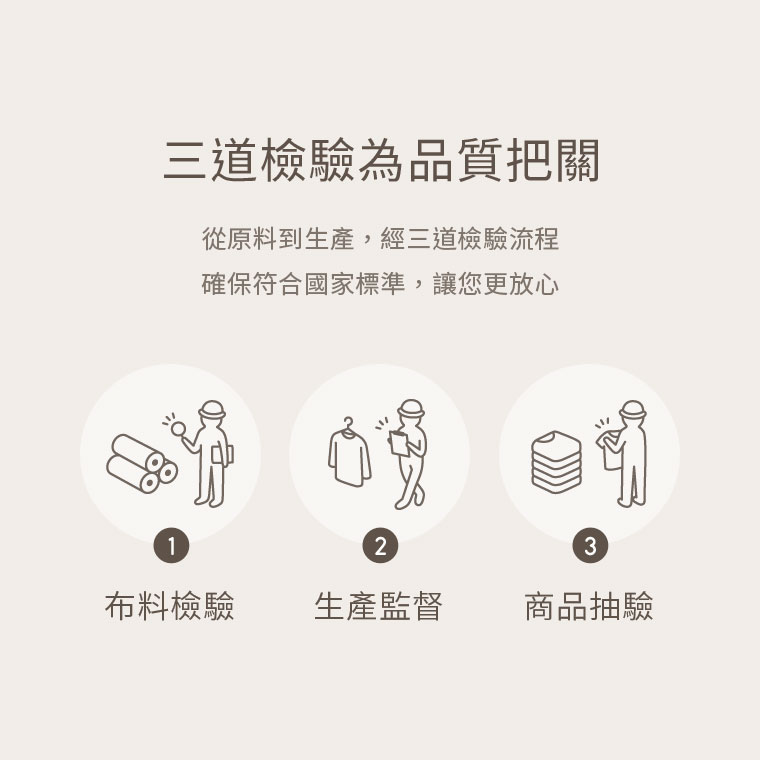 三道檢驗為品質把關
從原料到生產，經三道檢驗流程
確保符合國家標準，讓您更放心
1
2
3
布料檢驗
生產監督
商品抽驗